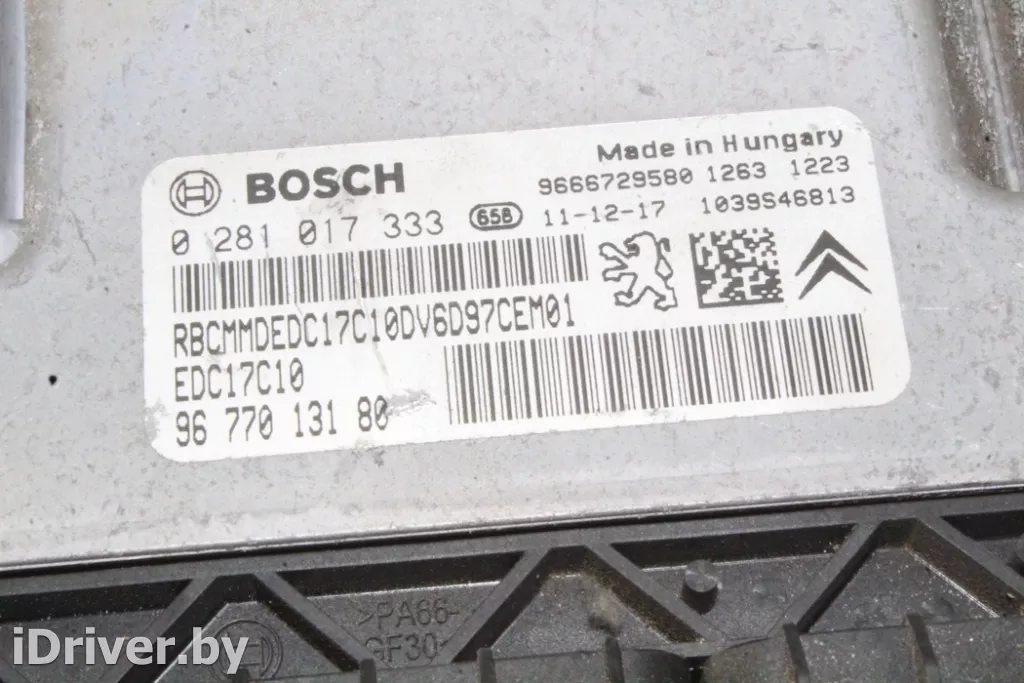 BOSCH
Made in Hungary
9666729580 1263 1223
0 281 017 333 65B 11-12-17 1039S46813
RBCMMDEDC17C10DV6D97CEM01
EDC17C10
96 770 131 80
>PA66-
GF30
iDriver.by